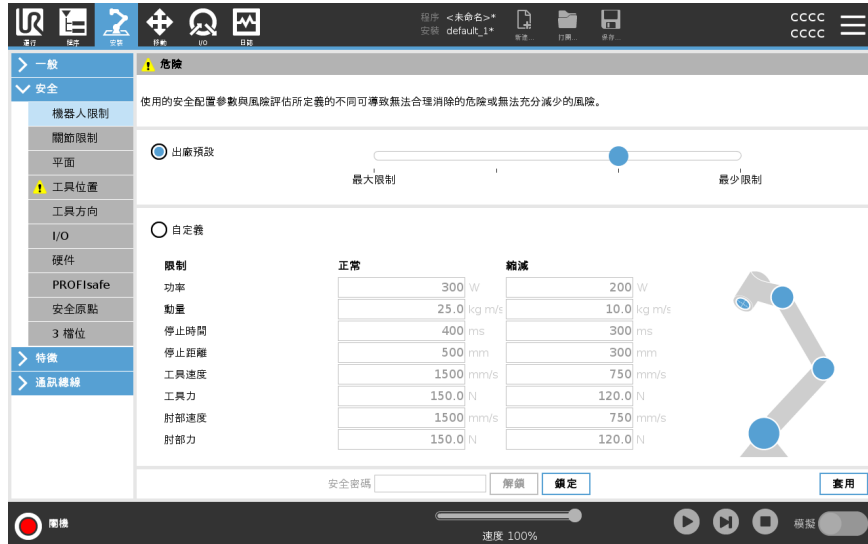 程序 <未命名>*
安裝 default_1*
運行 程序 安裝 移動 I/O 日誌 新建... 打開... 保存...
cccc
cccc
一般
安全
機器人限制
關節限制
平面
工具位置
工具方向
I/O
硬件
PROFIsafe
安全原點
3 檔位
特徵
通訊總線
危險
使用的安全配置參數與風險評估所定義的不同可導致無法合理消除的危險或無法充分減少的風險。
出廠預設
最大限制 最少限制
自定義
限制 正常 縮減
功率 300 W 200 W
動量 25.0 kg m/s 10.0 kg m/s
停止時間 400 ms 300 ms
停止距離 500 mm 300 mm
工具速度 1500 mm/s 750 mm/s
工具力 150.0 N 120.0 N
肘部速度 1500 mm/s 750 mm/s
肘部力 150.0 N 120.0 N
安全密碼 解鎖 鎖定 套用
關機
速度 100%
模擬